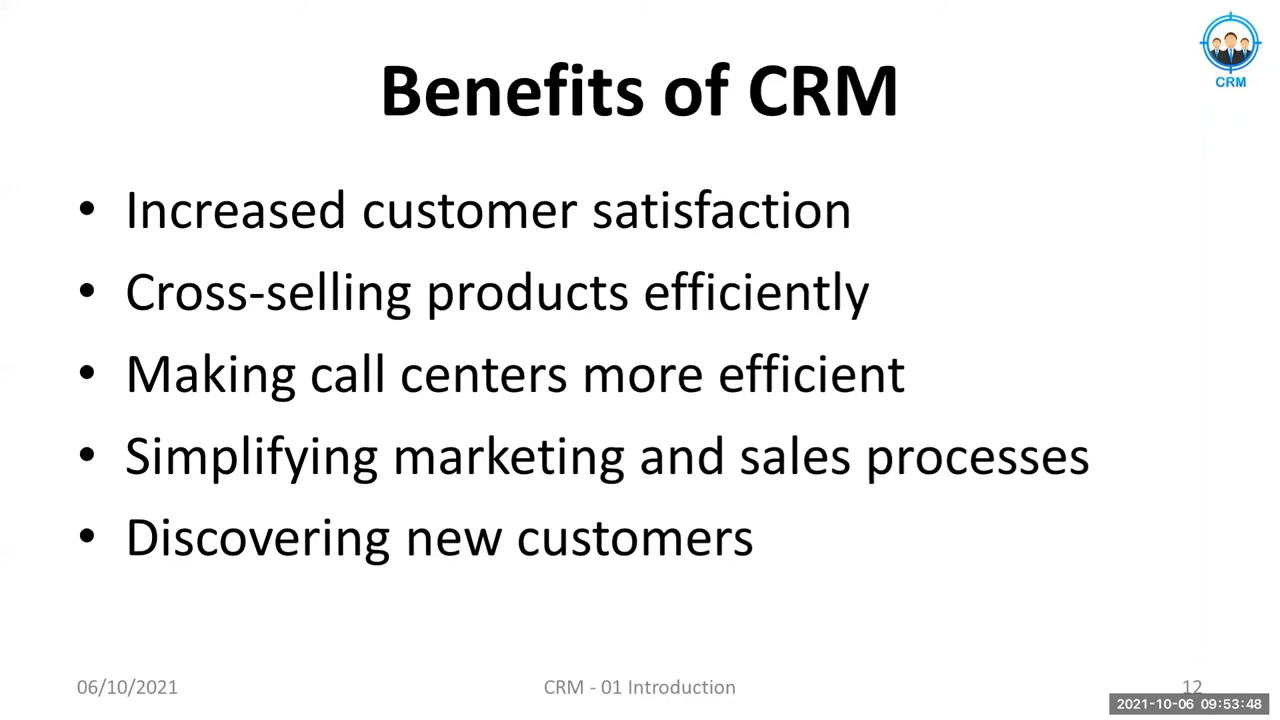 CRM
Benefits of CRM
• Increased customer satisfaction
• Cross-selling products efficiently
• Making call centers more efficient
• Simplifying marketing and sales processes
• Discovering new customers
06/10/2021
CRM - 01 Introduction
12
2021-10-06 09:53:48